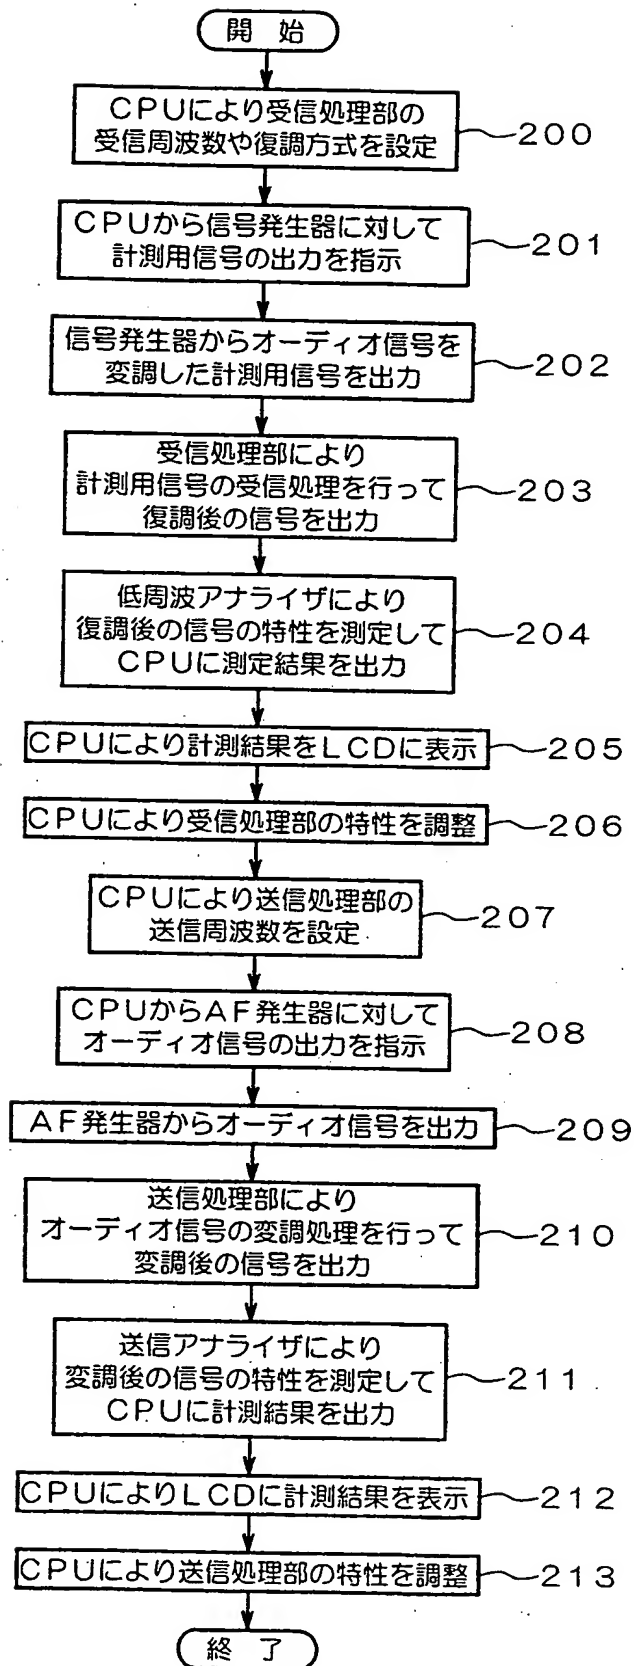 開 始
CPUにより受信処理部の
受信周波数や復調方式を設定
200
CPUから信号発生器に対して
計測用信号の出力を指示
201
信号発生器からオーディオ信号を
変調した計測用信号を出力
202
受信処理部により
計測用信号の受信処理を行って
復調後の信号を出力
203
低周波アナライザにより
復調後の信号の特性を測定して
CPUに測定結果を出力
204
CPUにより計測結果をLCDに表示
205
CPUにより受信処理部の特性を調整
206
CPUにより送信処理部の
送信周波数を設定
207
CPUからAF発生器に対して
オーディオ信号の出力を指示
208
AF発生器からオーディオ信号を出力
209
送信処理部により
オーディオ信号の変調処理を行って
変調後の信号を出力
210
送信アナライザにより
変調後の信号の特性を測定して
CPUに計測結果を出力
211
CPUによりLCDに計測結果を表示
212
CPUにより送信処理部の特性を調整
213
終 了